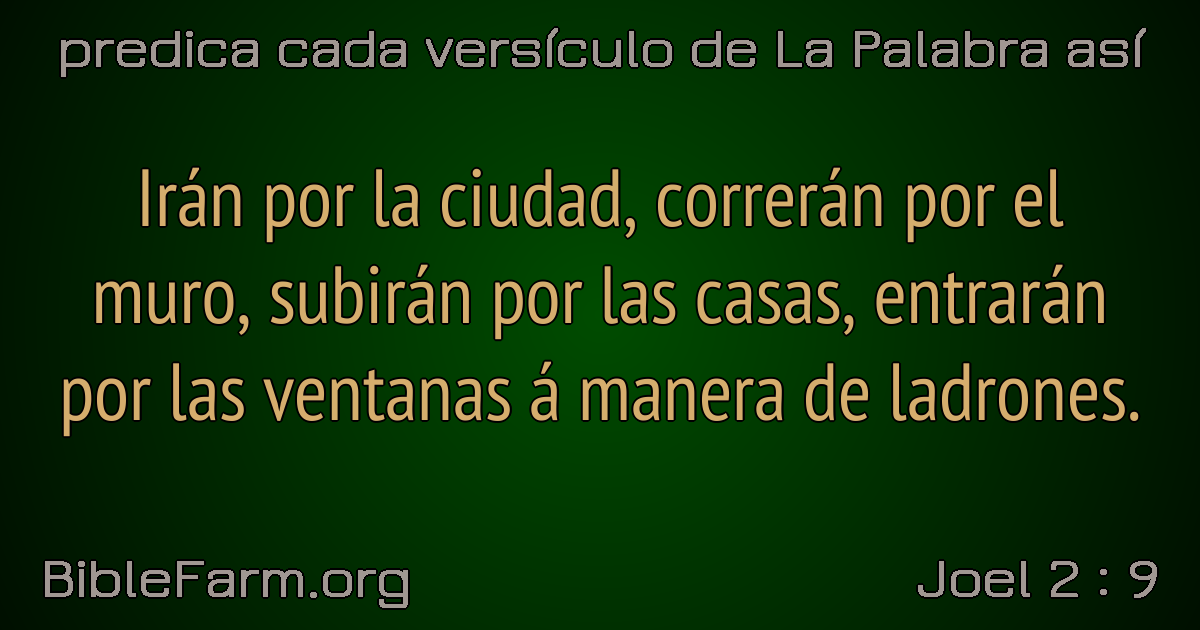 predica cada versículo de La Palabra así
Irán por la ciudad, correrán por el
muro, subirán por las casas, entrarán
por las ventanas á manera de ladrones.
BibleFarm.org
Joel 2 : 9